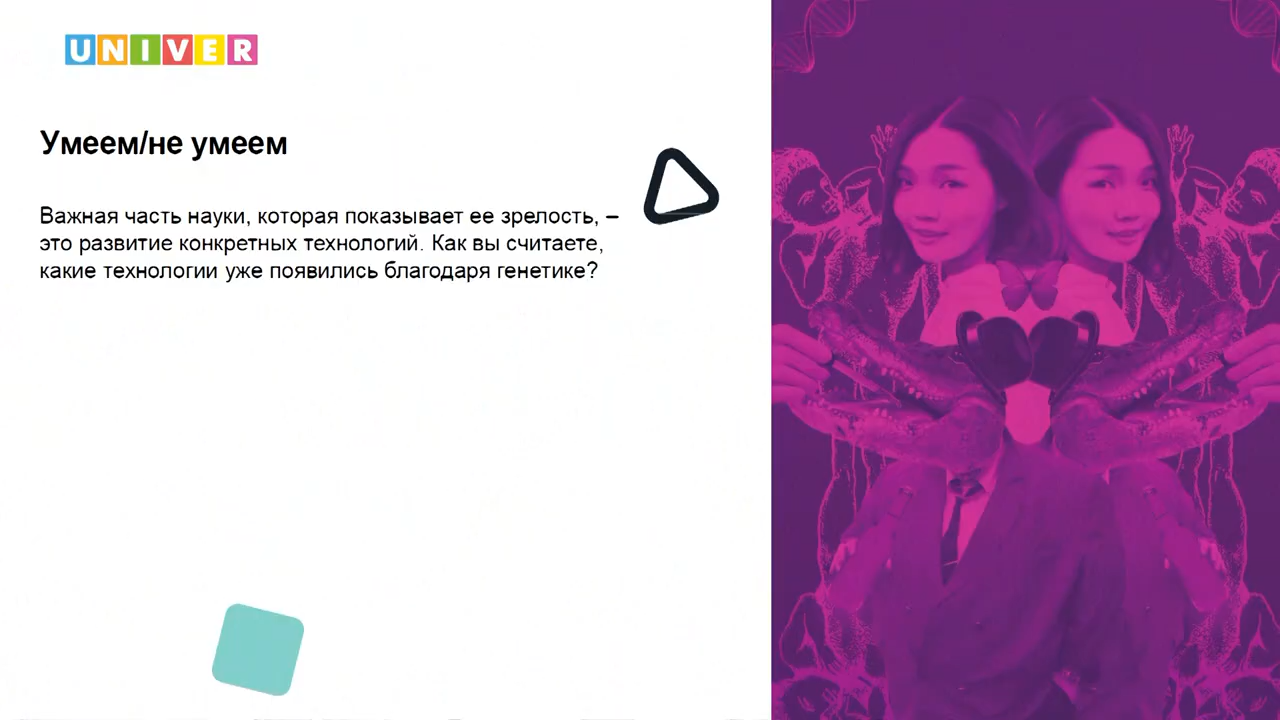 UNIVER
Умеем/не умеем
Важная часть науки, которая показывает ее зрелость, –
это развитие конкретных технологий. Как вы считаете,
какие технологии уже появились благодаря генетике?